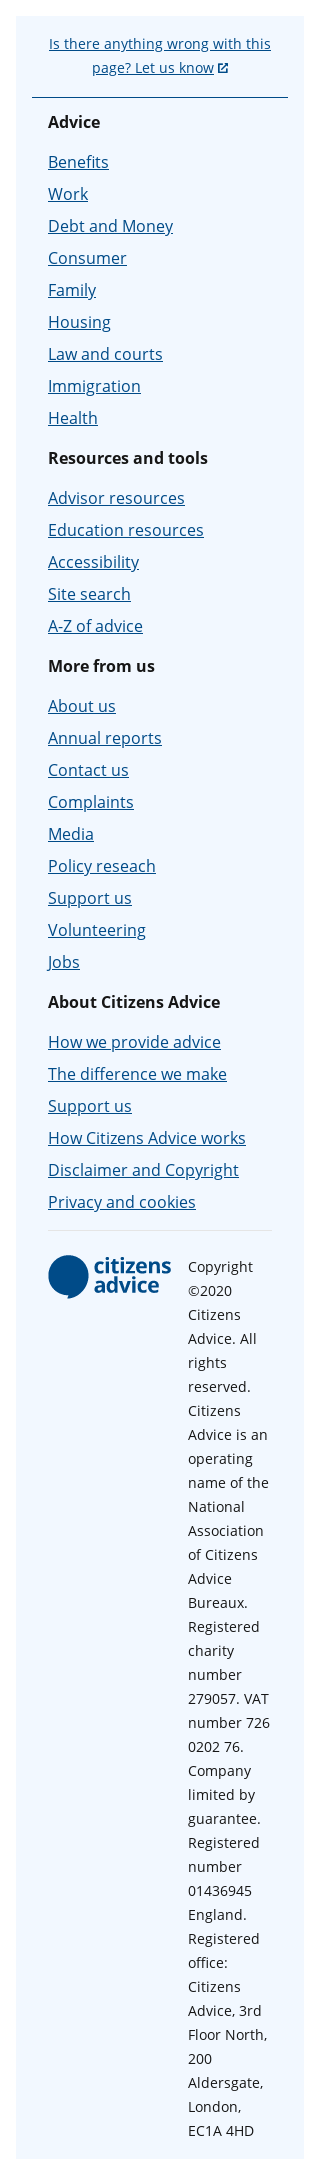 Is there anything wrong with this
page? Let us know
Advice
Benefits
Work
Debt and Money
Consumer
Family
Housing
Law and courts
Immigration
Health
Resources and tools
Advisor resources
Education resources
Accessibility
Site search
A-Z of advice
More from us
About us
Annual reports
Contact us
Complaints
Media
Policy reseach
Support us
Volunteering
Jobs
About Citizens Advice
How we provide advice
The difference we make
Support us
How Citizens Advice works
Disclaimer and Copyright
Privacy and cookies
citizens
advice
Copyright
©2020
Citizens
Advice. All
rights
reserved.
Citizens
Advice is an
operating
name of the
National
Association
of Citizens
Advice
Bureaux.
Registered
charity
number
279057. VAT
number 726
0202 76.
Company
limited by
guarantee.
Registered
number
01436945
England.
Registered
office:
Citizens
Advice, 3rd
Floor North,
200
Aldersgate,
London,
EC1A 4HD